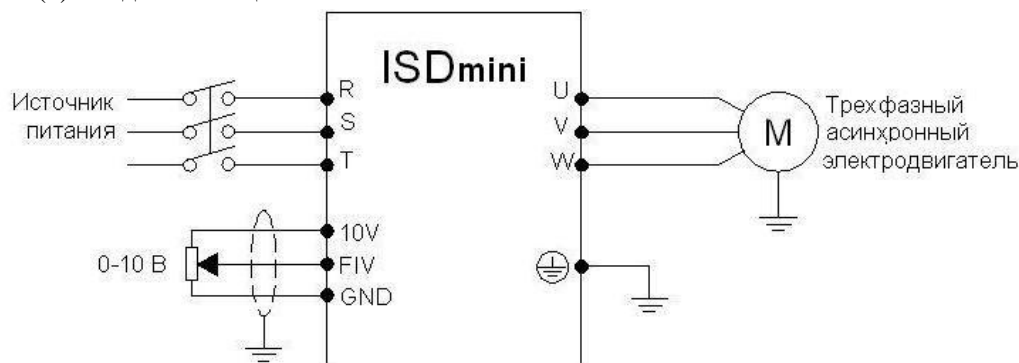 ISDmini
Источник
питания
R
S
T
U
V
W
M
Трехфазный
асинхронный
электродвигатель
0-10 В
10V
FIV
GND